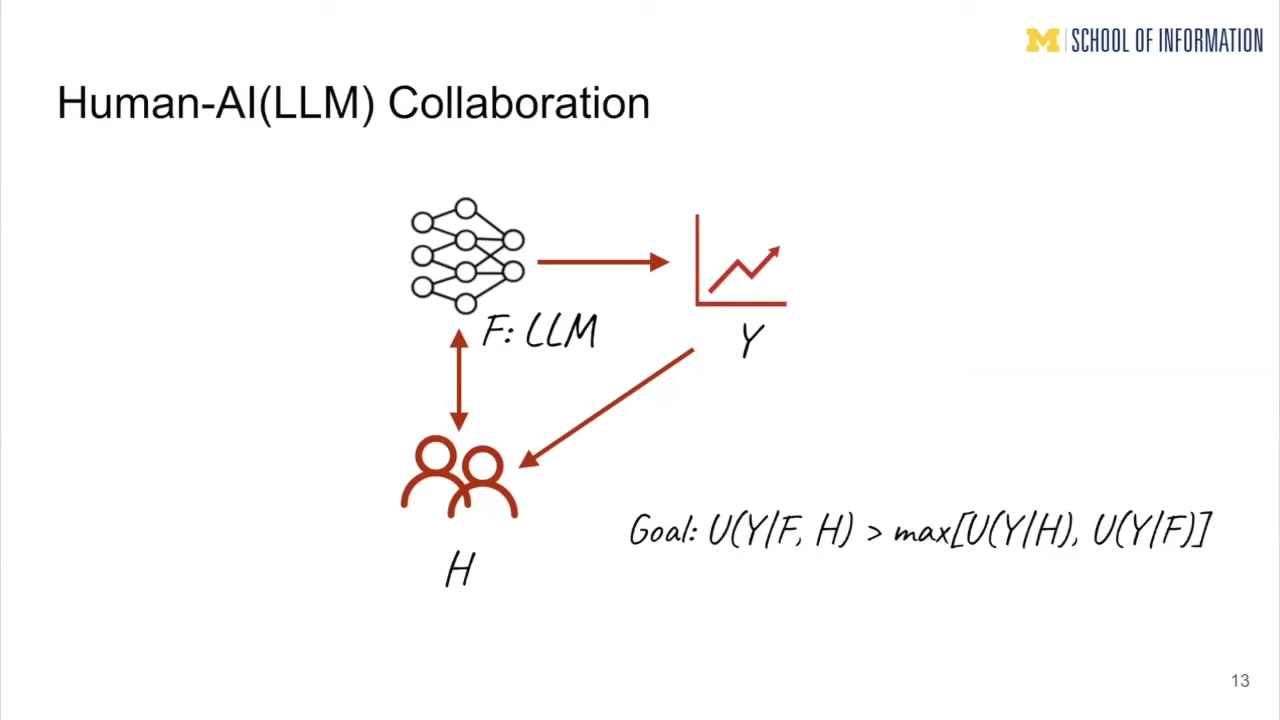 M SCHOOL OF INFORMATION
Human-AI(LLM) Collaboration
F: LLM
Y
Goal: U(Y|F, H) > max[U(Y|H), U(Y|F)]
H
13